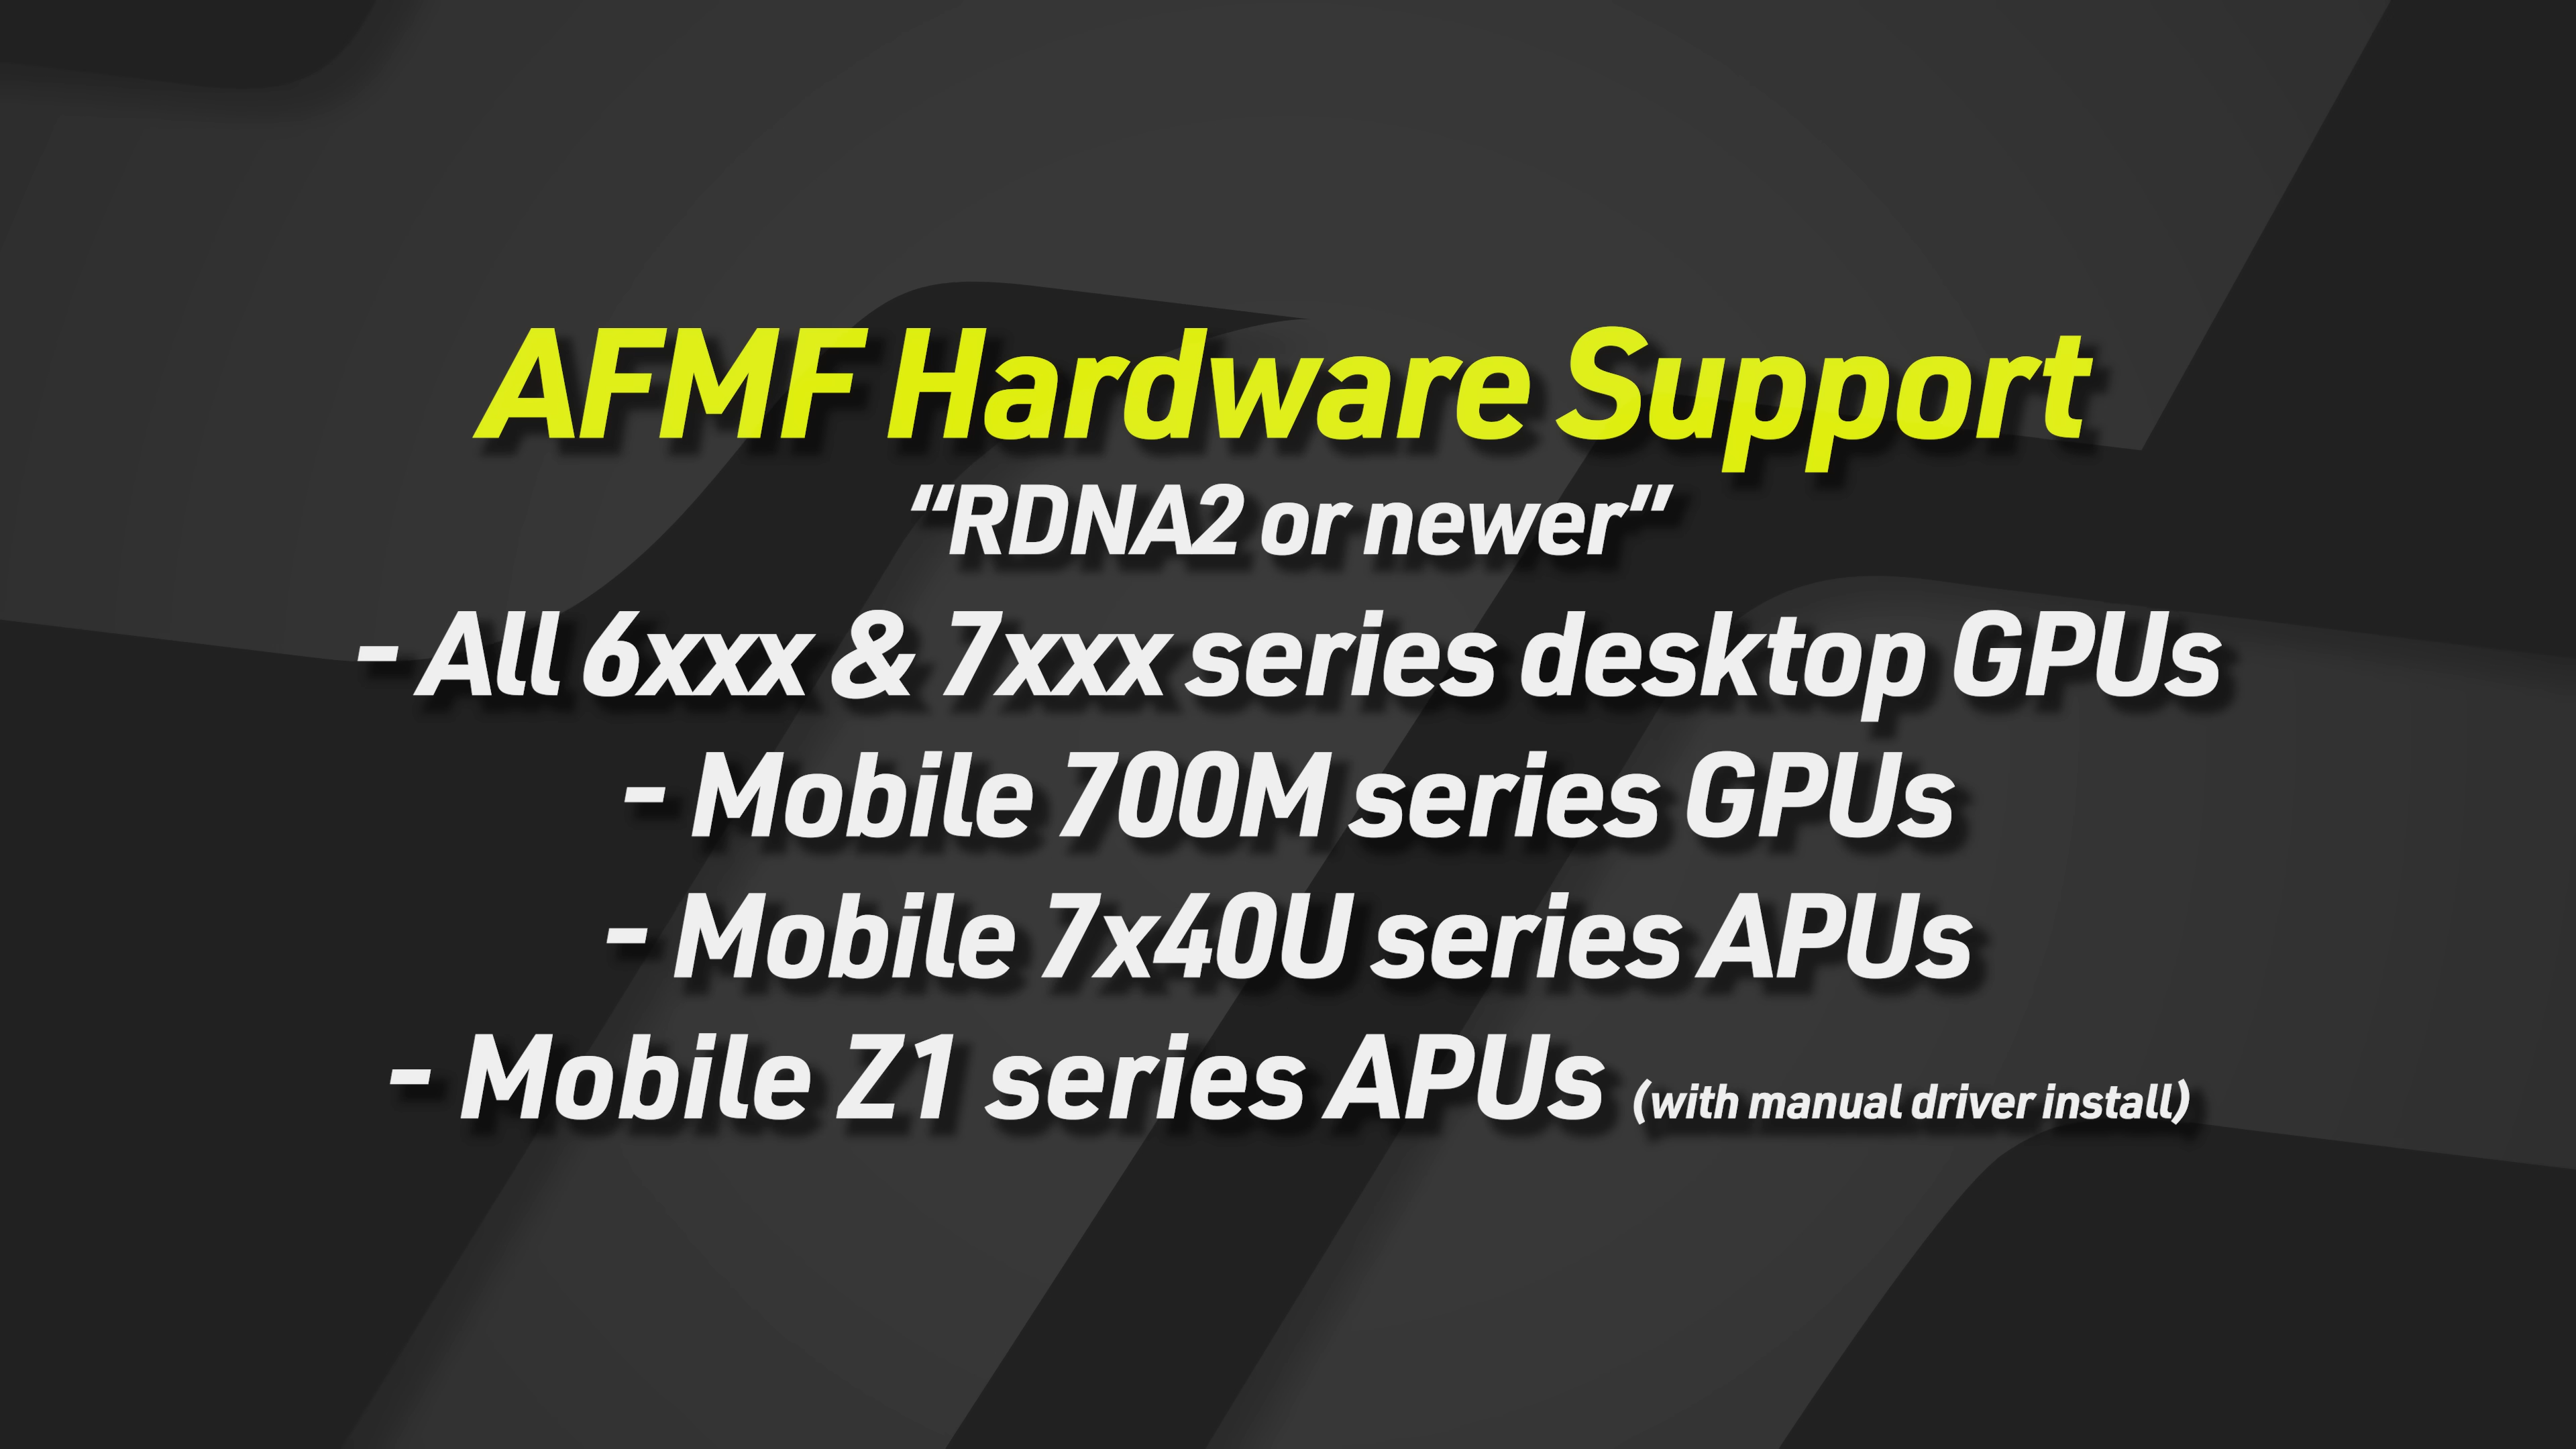 AFMF Hardware Support
“RDNA2 or newer”
- All 6xxx & 7xxx series desktop GPUs
- Mobile 700M series GPUs
- Mobile 7x40U series APUs
- Mobile Z1 series APUs (with manual driver install)